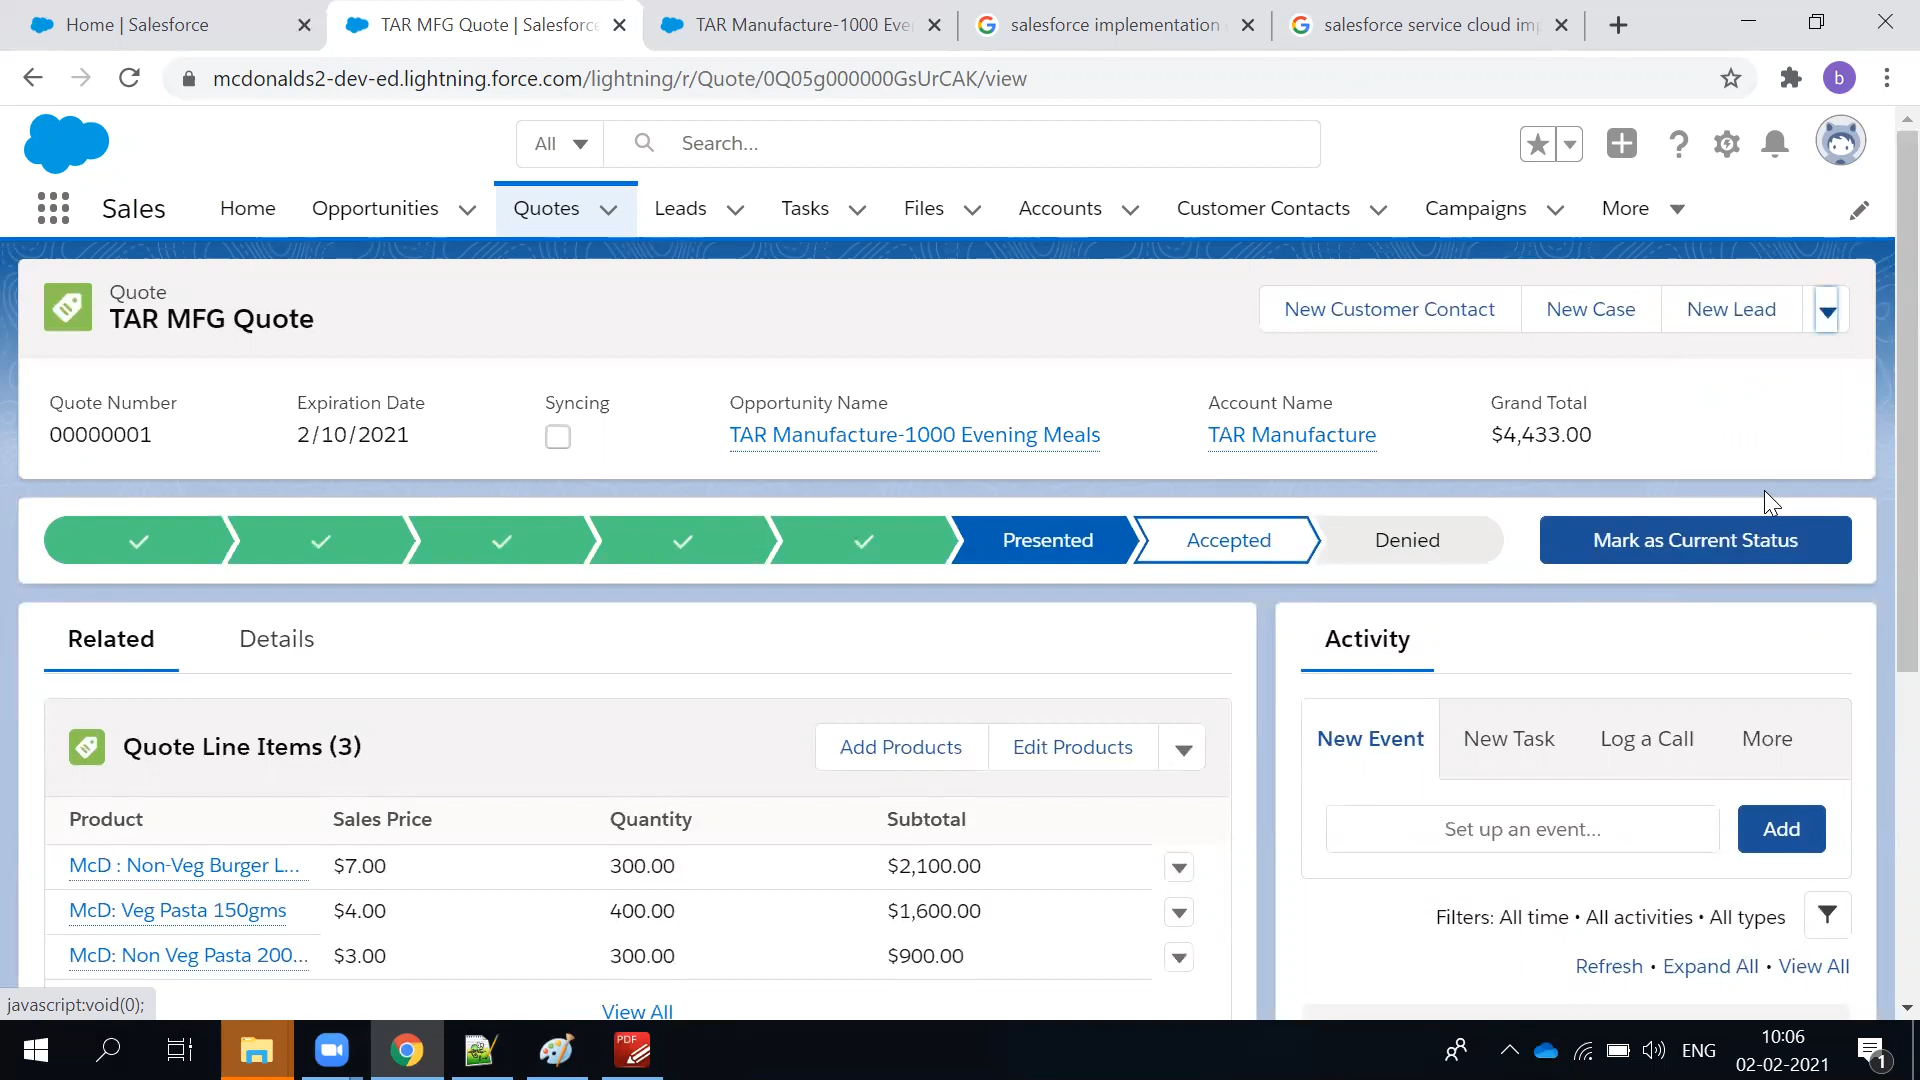 Home | Salesforce
TAR MFG Quote | Salesforce
TAR Manufacture-1000 Eve
salesforce implementation
salesforce service cloud im
mcdonalds2-dev-ed.lightning.force.com/lightning/r/Quote/0Q05g000000GsUrCAK/view
b
All
Search...
Sales
Home
Opportunities
Quotes
Leads
Tasks
Files
Accounts
Customer Contacts
Campaigns
More
Quote
TAR MFG Quote
New Customer Contact
New Case
New Lead
Quote Number
Expiration Date
Syncing
Opportunity Name
Account Name
Grand Total
00000001
2/10/2021
TAR Manufacture-1000 Evening Meals
TAR Manufacture
$4,433.00
Presented
Accepted
Denied
Mark as Current Status
Related
Details
Activity
Quote Line Items (3)
Add Products
Edit Products
New Event
New Task
Log a Call
More
Product
Sales Price
Quantity
Subtotal
Set up an event...
Add
McD : Non-Veg Burger L...
$7.00
300.00
$2,100.00
McD: Veg Pasta 150gms
$4.00
400.00
$1,600.00
Filters: All time • All activities • All types
McD: Non Veg Pasta 200...
$3.00
300.00
$900.00
Refresh • Expand All • View All
javascript:void(0);
View All
PDF
ENG
10:06
02-02-2021
1